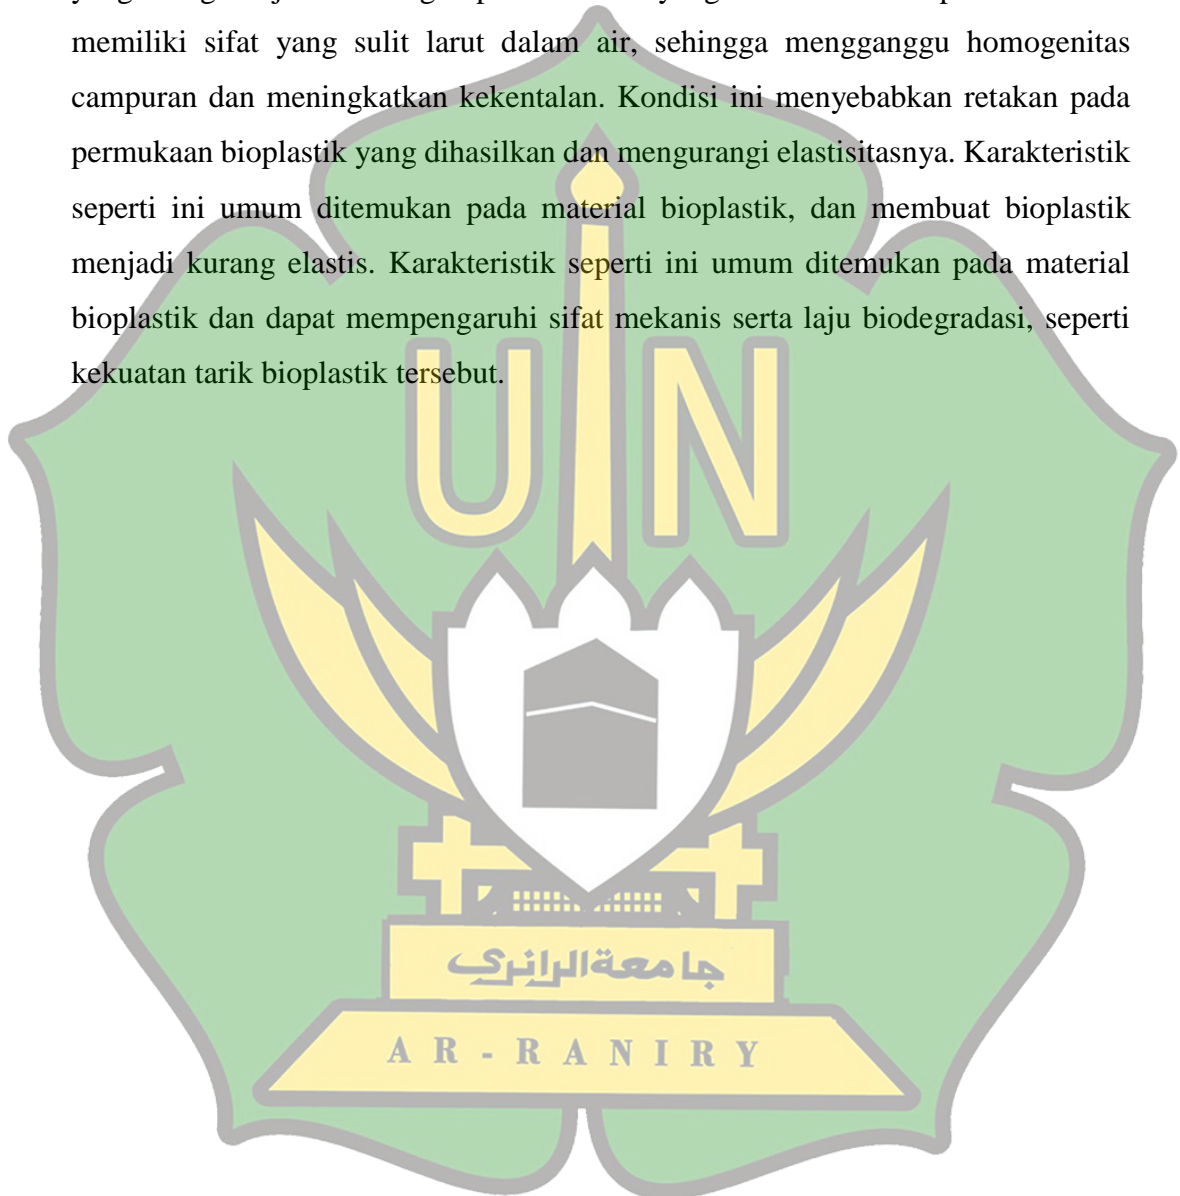 memiliki sifat yang sulit larut dalam air, sehingga mengganggu homogenitas
campuran dan meningkatkan kekentalan. Kondisi ini menyebabkan retakan pada
permukaan bioplastik yang dihasilkan dan mengurangi elastisitasnya. Karakteristik
seperti ini umum ditemukan pada material bioplastik, dan membuat bioplastik
menjadi kurang elastis. Karakteristik seperti ini umum ditemukan pada material
bioplastik dan dapat mempengaruhi sifat mekanis serta laju biodegradasi, seperti
kekuatan tarik bioplastik tersebut.
UIN
جامعةالرانري
AR-RANIRY